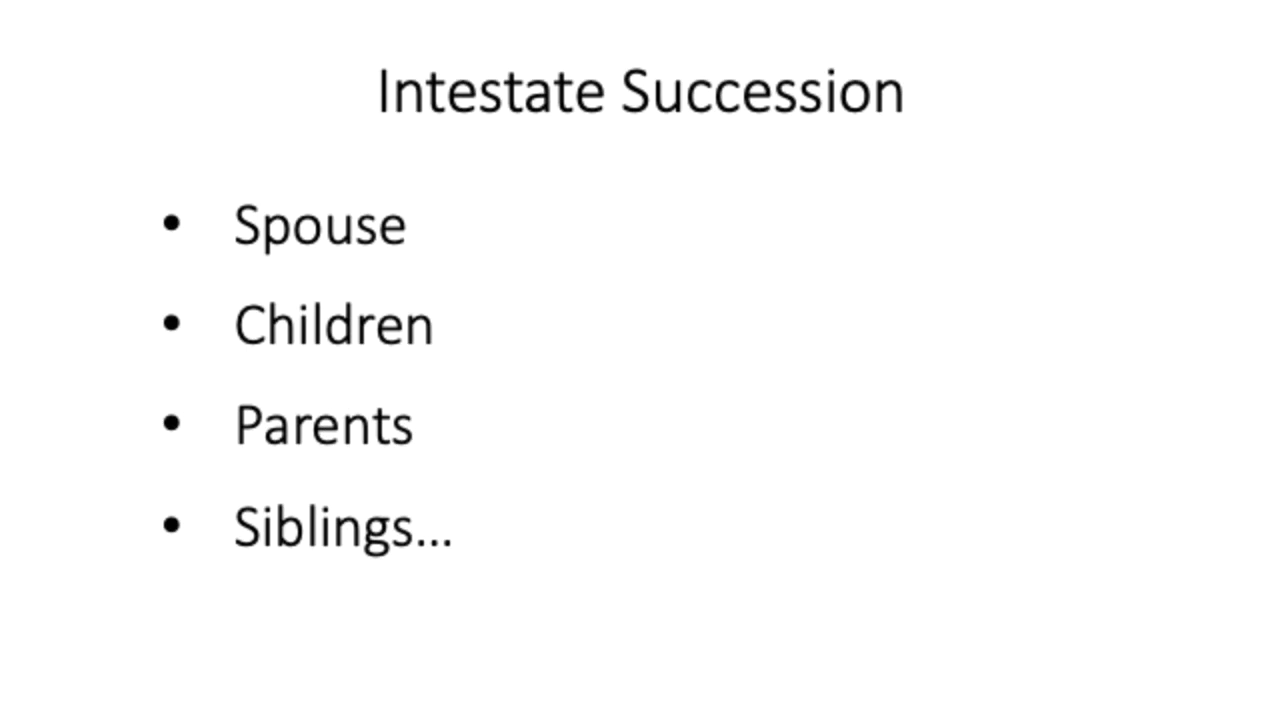 Intestate Succession
• Spouse
• Children
• Parents
• Siblings...